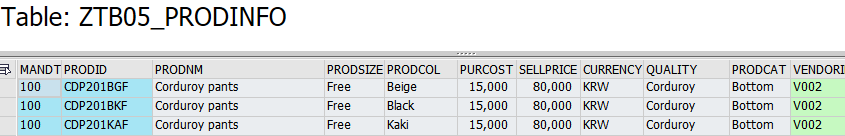 Table: ZTB05_PRODINFO
MANDT PRODID PRODNM PRODSIZE PRODCOL PURCOST SELLPRICE CURRENCY QUALITY PRODCAT VENDORI
100 CDP201BGF Corduroy pants Free Beige 15,000 80,000 KRW Corduroy Bottom V002
100 CDP201BKF Corduroy pants Free Black 15,000 80,000 KRW Corduroy Bottom V002
100 CDP201KAF Corduroy pants Free Kaki 15,000 80,000 KRW Corduroy Bottom V002